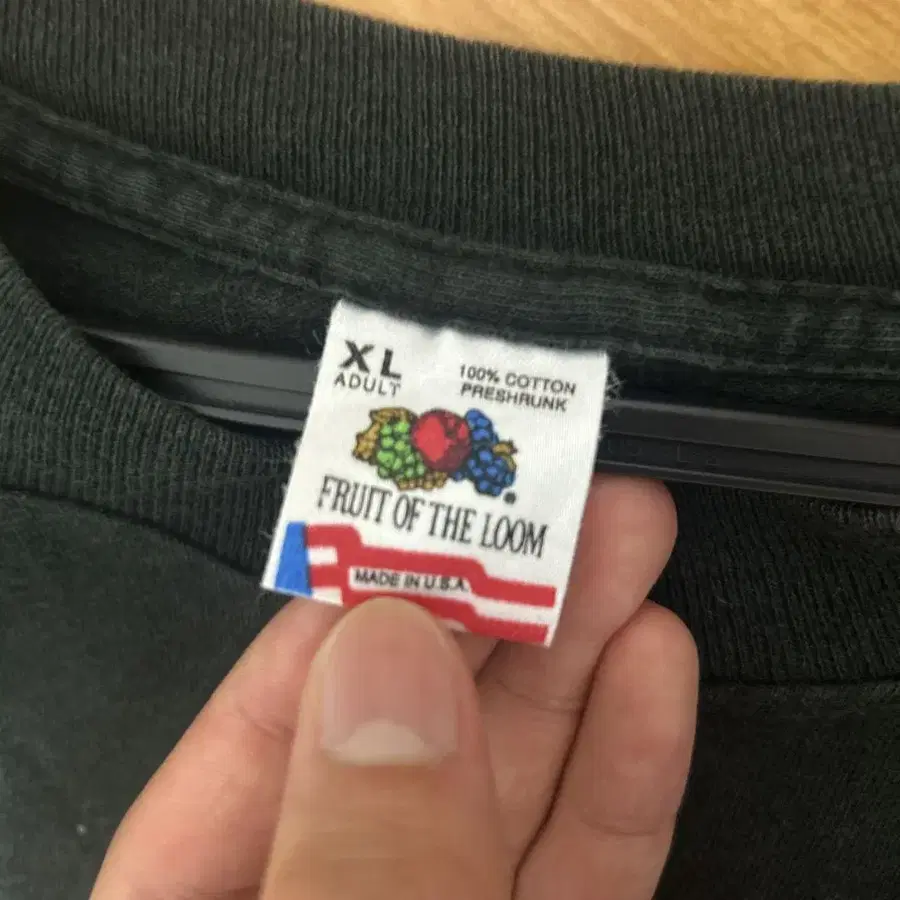 XL
ADULT
100% COTTON
PRESHRUNK
FRUIT OF THE LOOM
MADE IN U.S.A.